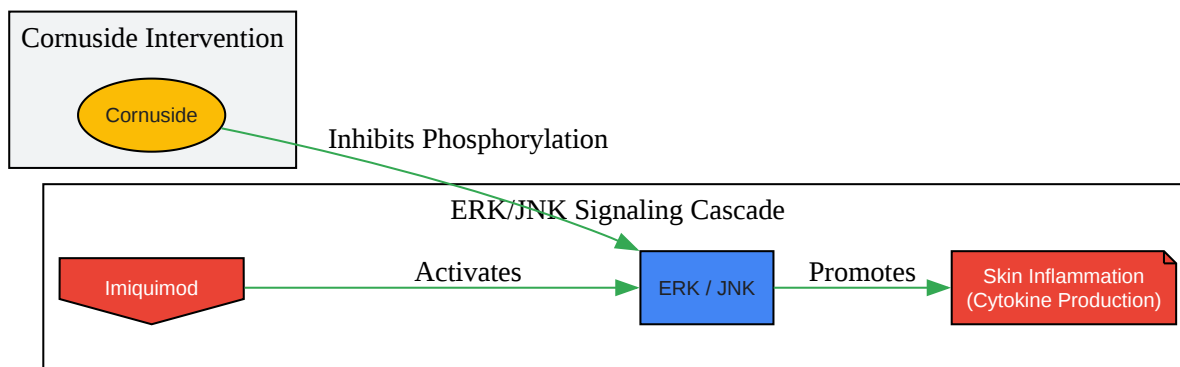 Cornuside Intervention
Cornuside
Inhibits Phosphorylation
ERK/JNK Signaling Cascade
Imiquimod
Activates
ERK / JNK
Promotes
Skin Inflammation
(Cytokine Production)